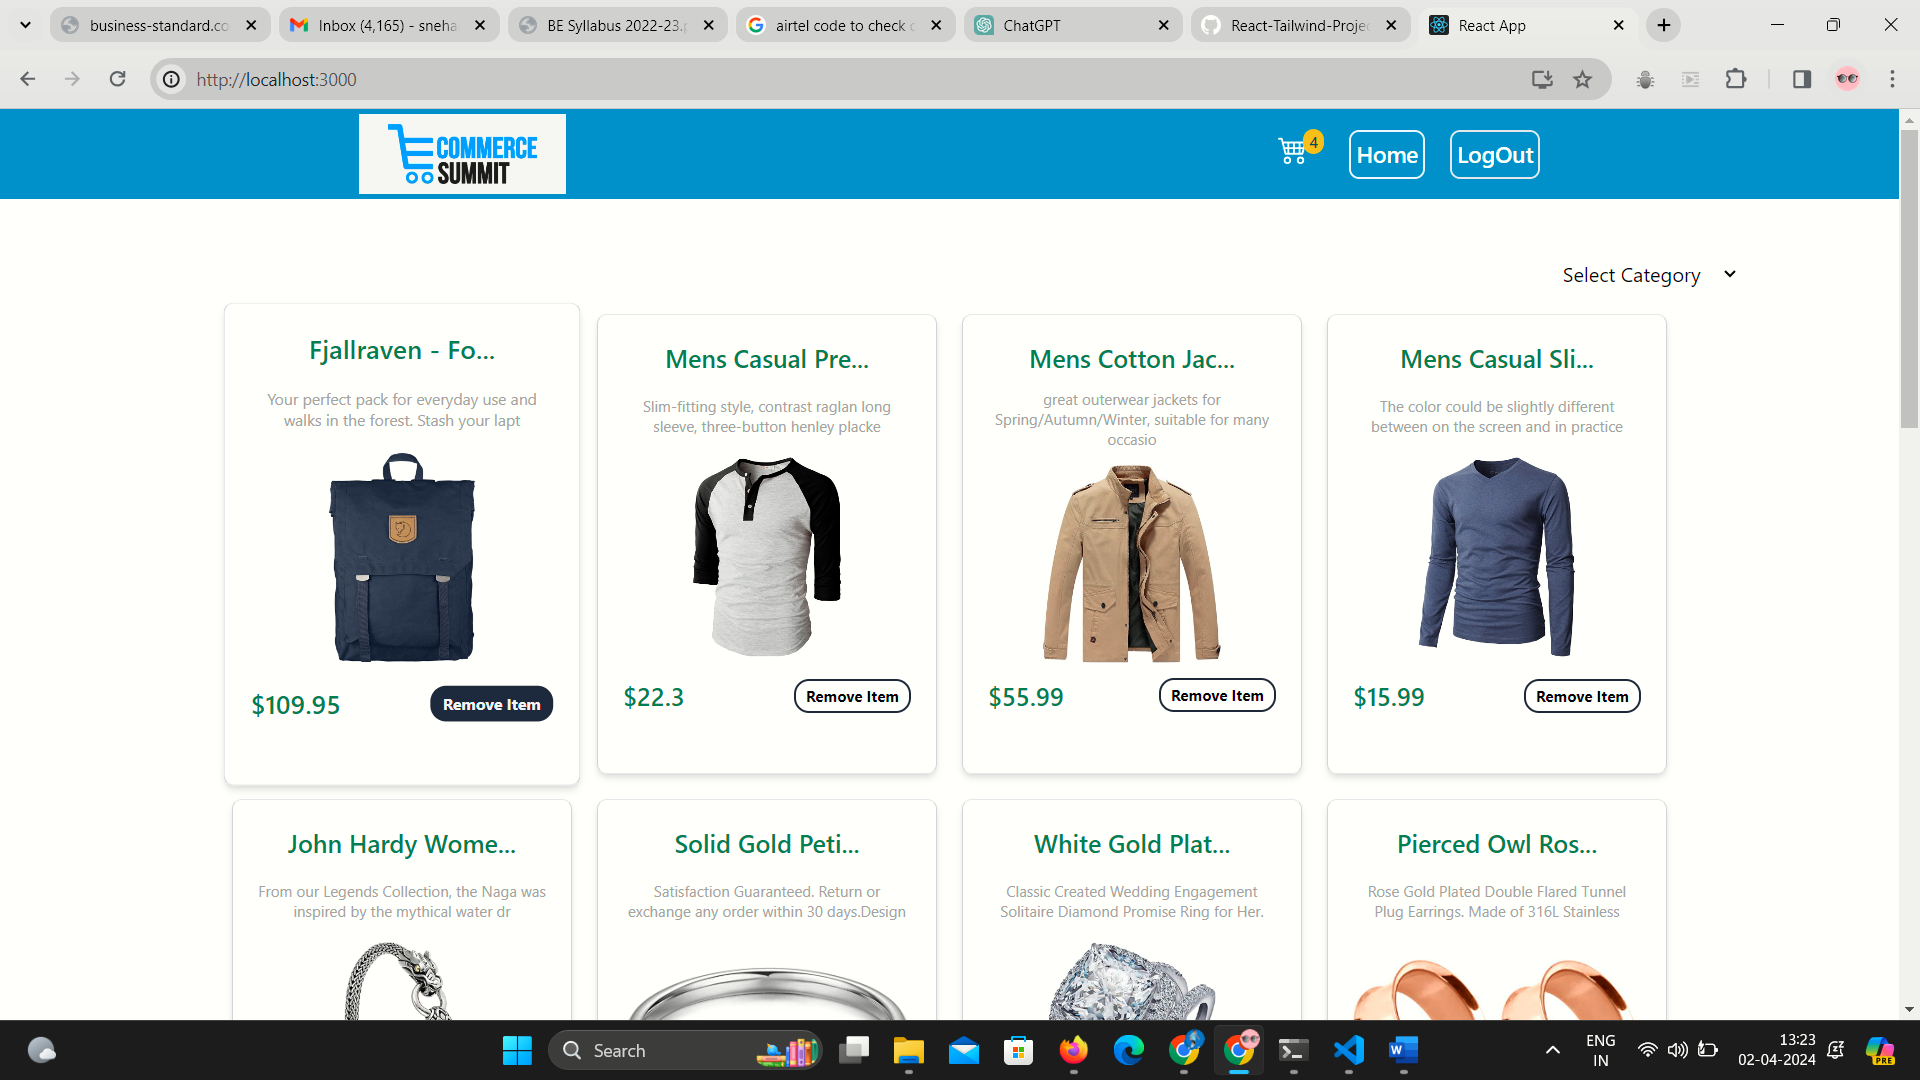 business-standard.co
Inbox (4,165) - sneha
BE Syllabus 2022-23.p
airtel code to check
ChatGPT
React-Tailwind-Projec
React App
http://localhost:3000
COMMERCE
SUMMIT
4
Home
LogOut
Select Category
Fjallraven - Fo...
Your perfect pack for everyday use and
walks in the forest. Stash your lapt
$109.95
Remove Item
Mens Casual Pre...
Slim-fitting style, contrast raglan long
sleeve, three-button henley placke
$22.3
Remove Item
Mens Cotton Jac...
great outerwear jackets for
Spring/Autumn/Winter, suitable for many
occasio
$55.99
Remove Item
Mens Casual Sli...
The color could be slightly different
between on the screen and in practice
$15.99
Remove Item
John Hardy Wome...
From our Legends Collection, the Naga was
inspired by the mythical water dr
Solid Gold Peti...
Satisfaction Guaranteed. Return or
exchange any order within 30 days.Design
White Gold Plat...
Classic Created Wedding Engagement
Solitaire Diamond Promise Ring for Her.
Pierced Owl Ros...
Rose Gold Plated Double Flared Tunnel
Plug Earrings. Made of 316L Stainless
Search
ENG
IN
13:23
02-04-2024
PRE